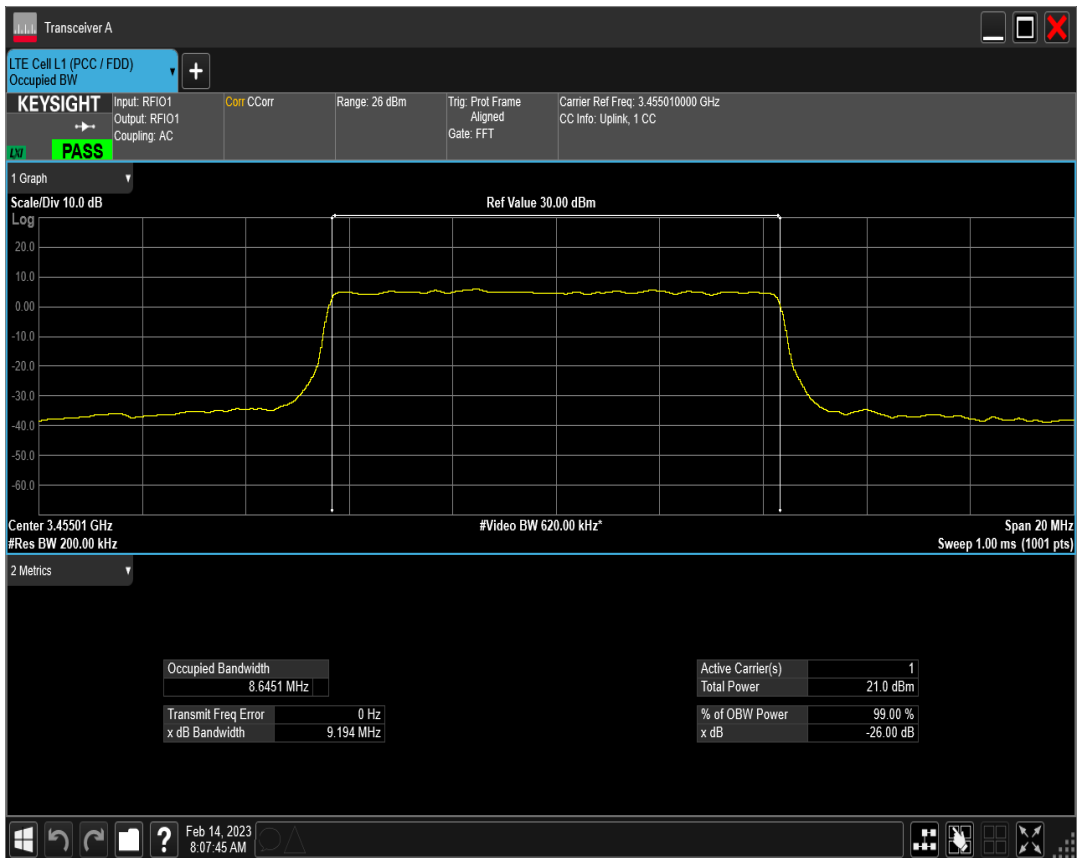 Transceiver A
LTE Cell L1 (PCC / FDD)
Occupied BW
+
KEYSIGHT
LXI
PASS
Input: RFIO1
Output: RFIO1
Coupling: AC
Corr CCorr
Range: 26 dBm
Trig: Prot Frame
Aligned
Gate: FFT
Carrier Ref Freq: 3.455010000 GHz
CC Info: Uplink, 1 CC
1 Graph
Scale/Div 10.0 dB
Ref Value 30.00 dBm
Log
20.0
10.0
0.00
-10.0
-20.0
-30.0
-40.0
-50.0
-60.0
Center 3.45501 GHz
#Video BW 620.00 kHz*
Span 20 MHz
#Res BW 200.00 kHz
Sweep 1.00 ms (1001 pts)
2 Metrics
Occupied Bandwidth
8.6451 MHz
Transmit Freq Error 0 Hz
x dB Bandwidth 9.194 MHz
Active Carrier(s) 1
Total Power 21.0 dBm
% of OBW Power 99.00 %
x dB -26.00 dB
?
Feb 14, 2023
8:07:45 AM